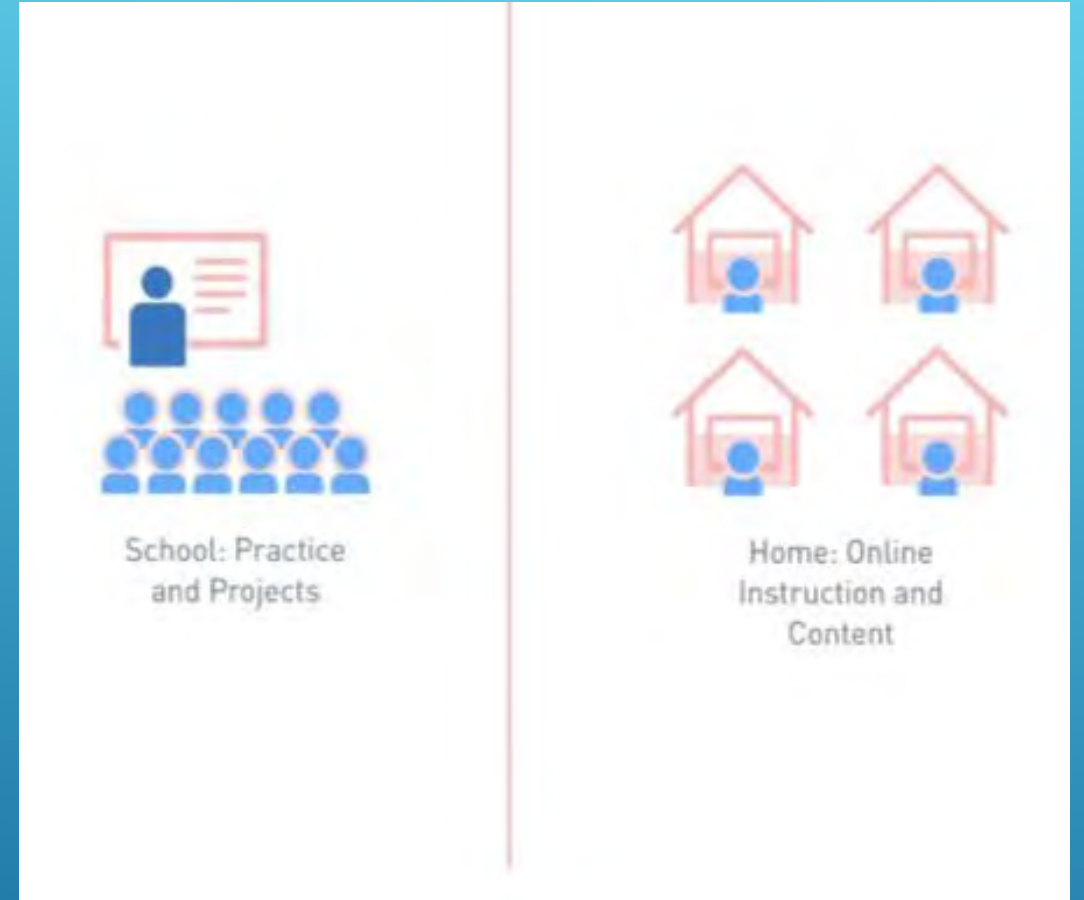 School: Practice
and Projects
Home: Online
Instruction and
Content